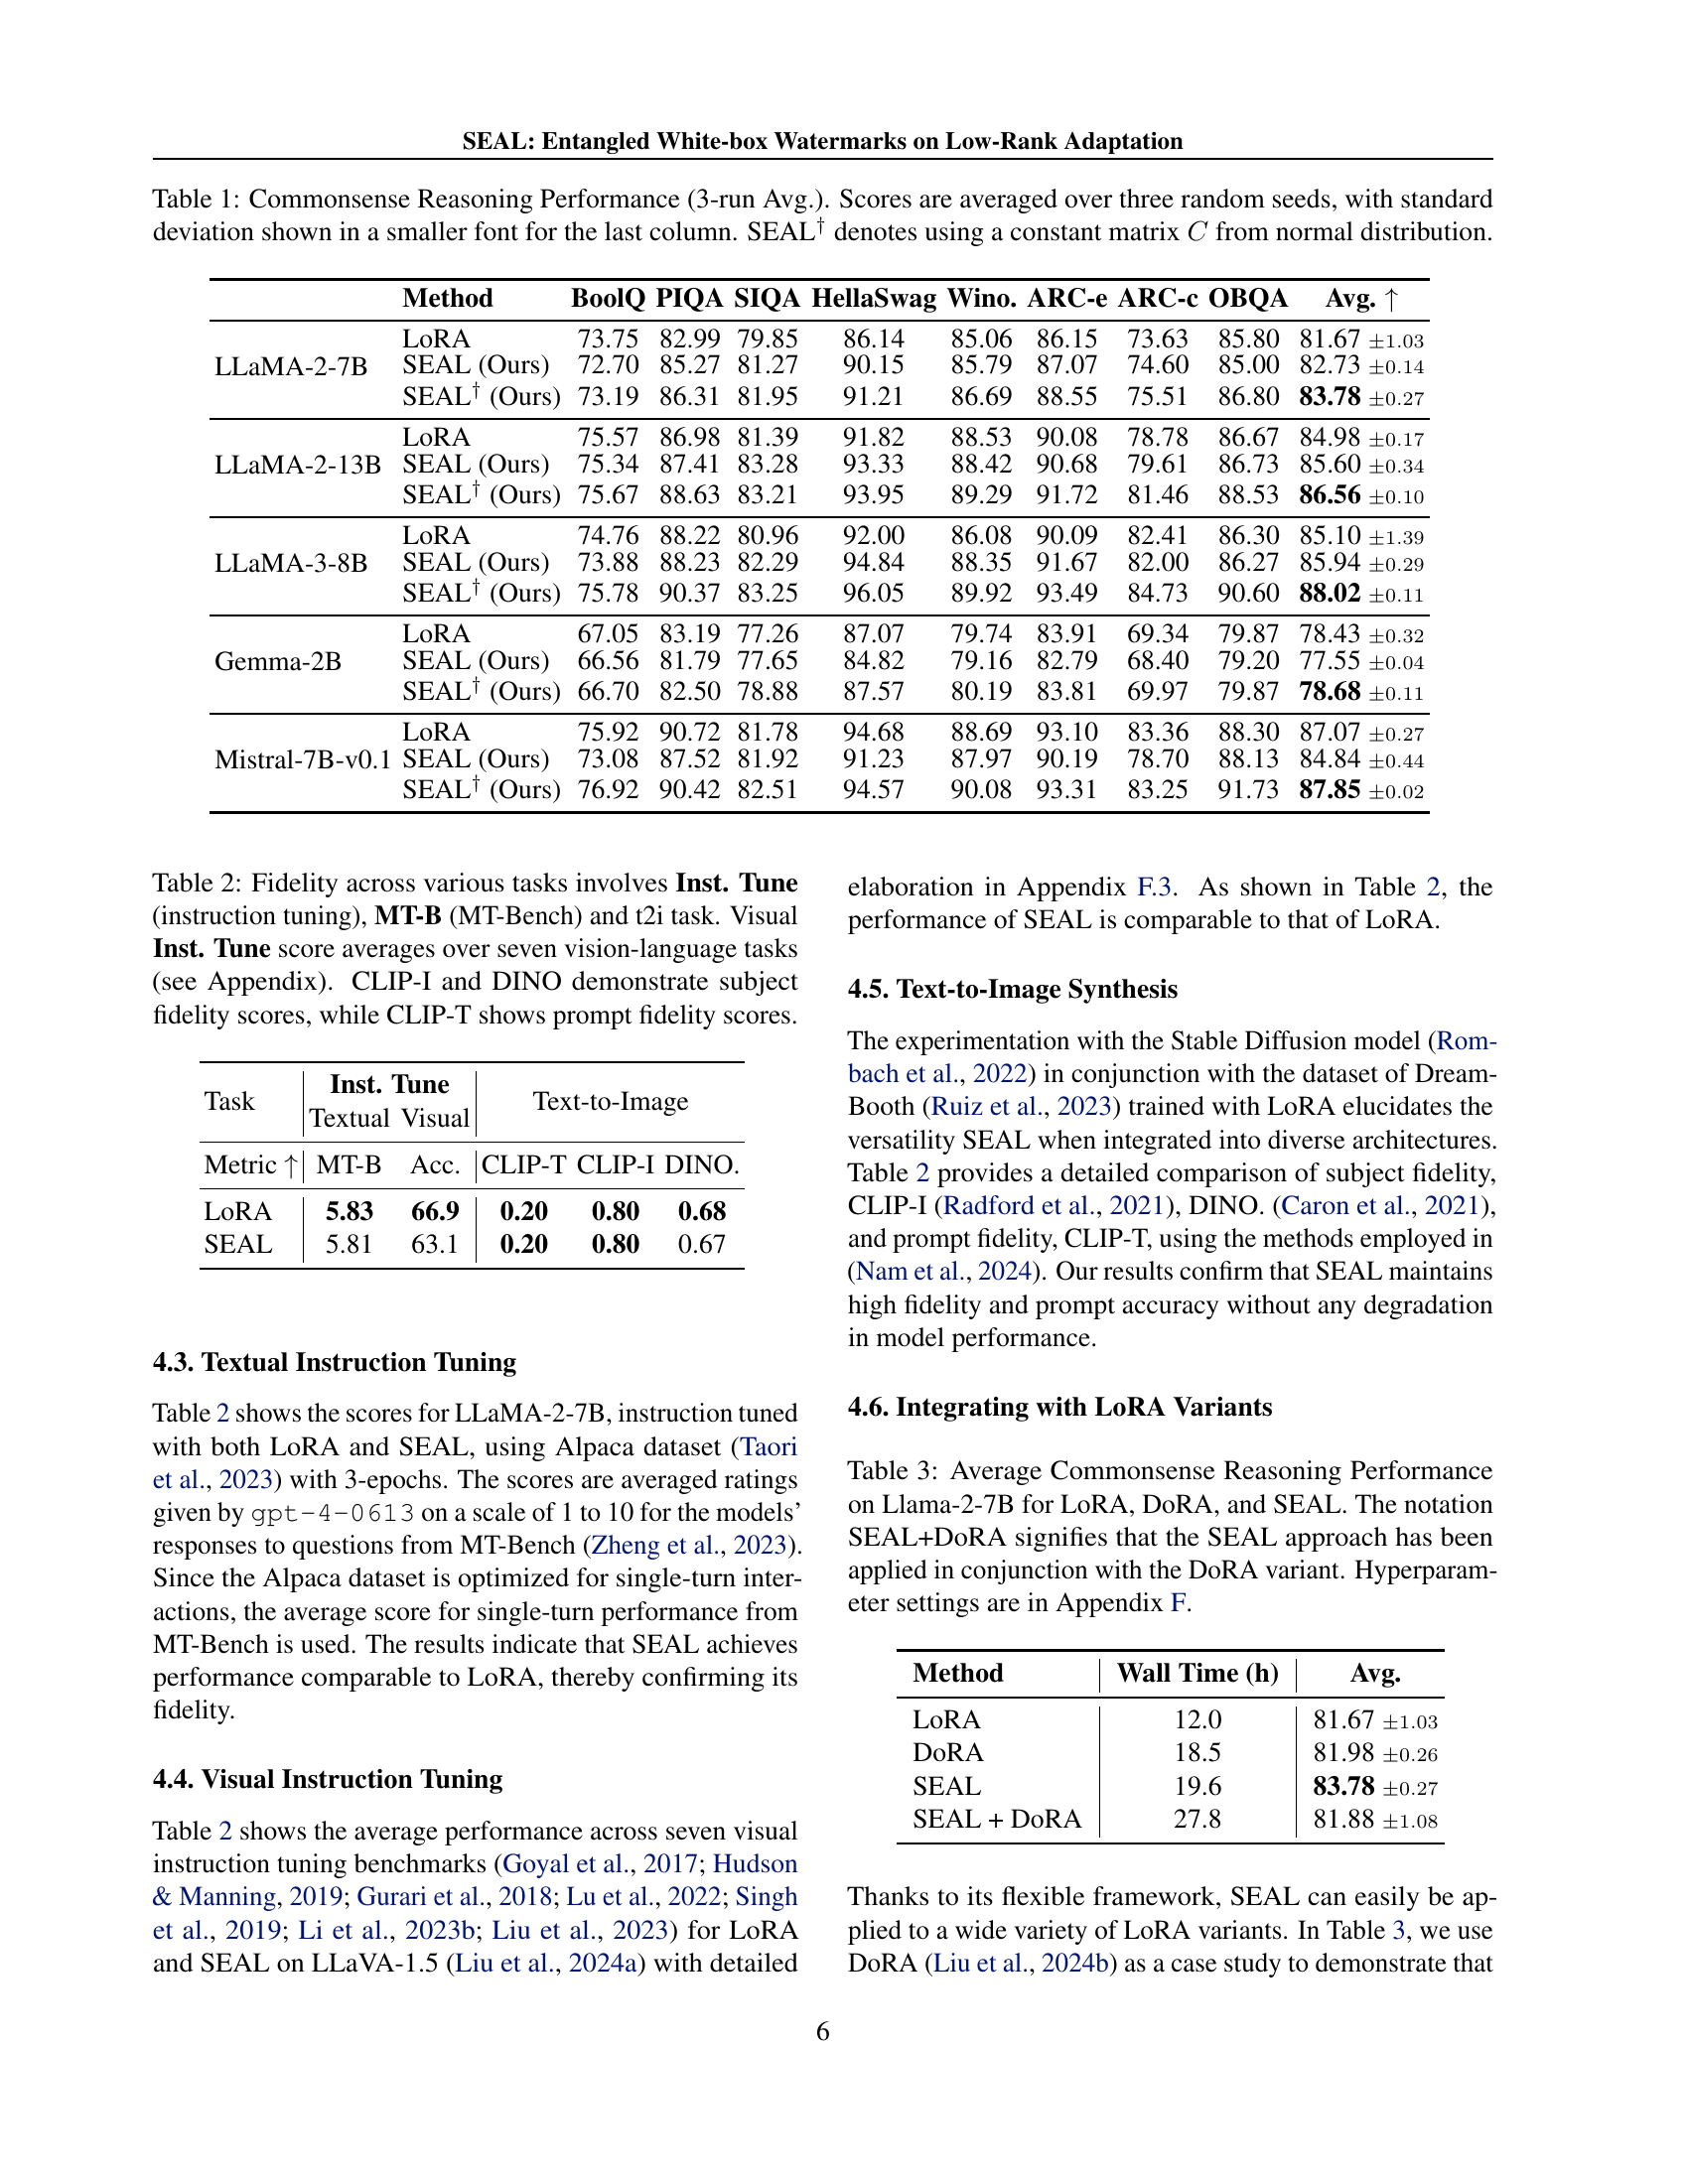 SEAL: Entangled White-box Watermarks on Low-Rank Adaptation
Table 1: Commonsense Reasoning Performance (3-run Avg.). Scores are averaged over three random seeds, with standard
deviation shown in a smaller font for the last column. SEAL† denotes using a constant matrix C from normal distribution.
Method BoolQ PIQA SIQA HellaSwag Wino. ARC-e ARC-c OBQA Avg. ↑
LLaMA-2-7B
LoRA 73.75 82.99 79.85 86.14 85.06 86.15 73.63 85.80 81.67 ±1.03
SEAL (Ours) 72.70 85.27 81.27 90.15 85.79 87.07 74.60 85.00 82.73 ±0.14
SEAL† (Ours) 73.19 86.31 81.95 91.21 86.69 88.55 75.51 86.80 83.78 ±0.27
LLaMA-2-13B
LoRA 75.57 86.98 81.39 91.82 88.53 90.08 78.78 86.67 84.98 ±0.17
SEAL (Ours) 75.34 87.41 83.28 93.33 88.42 90.68 79.61 86.73 85.60 ±0.34
SEAL† (Ours) 75.67 88.63 83.21 93.95 89.29 91.72 81.46 88.53 86.56 ±0.10
LLaMA-3-8B
LoRA 74.76 88.22 80.96 92.00 86.08 90.09 82.41 86.30 85.10 ±1.39
SEAL (Ours) 73.88 88.23 82.29 94.84 88.35 91.67 82.00 86.27 85.94 ±0.29
SEAL† (Ours) 75.78 90.37 83.25 96.05 89.92 93.49 84.73 90.60 88.02 ±0.11
Gemma-2B
LoRA 67.05 83.19 77.26 87.07 79.74 83.91 69.34 79.87 78.43 ±0.32
SEAL (Ours) 66.56 81.79 77.65 84.82 79.16 82.79 68.40 79.20 77.55 ±0.04
SEAL† (Ours) 66.70 82.50 78.88 87.57 80.19 83.81 69.97 79.87 78.68 ±0.11
Mistral-7B-v0.1
LoRA 75.92 90.72 81.78 94.68 88.69 93.10 83.36 88.30 87.07 ±0.27
SEAL (Ours) 73.08 87.52 81.92 91.23 87.97 90.19 78.70 88.13 84.84 ±0.44
SEAL† (Ours) 76.92 90.42 82.51 94.57 90.08 93.31 83.25 91.73 87.85 ±0.02
Table 2: Fidelity across various tasks involves Inst. Tune
(instruction tuning), MT-B (MT-Bench) and t2i task. Visual
Inst. Tune score averages over seven vision-language tasks
(see Appendix). CLIP-I and DINO demonstrate subject
fidelity scores, while CLIP-T shows prompt fidelity scores.
Task Inst. Tune Text-to-Image
Textual Visual
Metric ↑ MT-B Acc. CLIP-T CLIP-I DINO.
LoRA 5.83 66.9 0.20 0.80 0.68
SEAL 5.81 63.1 0.20 0.80 0.67
4.3. Textual Instruction Tuning
Table 2 shows the scores for LLaMA-2-7B, instruction tuned
with both LoRA and SEAL, using Alpaca dataset (Taori
et al., 2023) with 3-epochs. The scores are averaged ratings
given by gpt-4-0613 on a scale of 1 to 10 for the models'
responses to questions from MT-Bench (Zheng et al., 2023).
Since the Alpaca dataset is optimized for single-turn inter-
actions, the average score for single-turn performance from
MT-Bench is used. The results indicate that SEAL achieves
performance comparable to LoRA, thereby confirming its
fidelity.
4.4. Visual Instruction Tuning
Table 2 shows the average performance across seven visual
instruction tuning benchmarks (Goyal et al., 2017; Hudson
& Manning, 2019; Gurari et al., 2018; Lu et al., 2022; Singh
et al., 2019; Li et al., 2023b; Liu et al., 2023) for LoRA
and SEAL on LLaVA-1.5 (Liu et al., 2024a) with detailed
elaboration in Appendix F.3. As shown in Table 2, the
performance of SEAL is comparable to that of LoRA.
4.5. Text-to-Image Synthesis
The experimentation with the Stable Diffusion model (Rom-
bach et al., 2022) in conjunction with the dataset of Dream-
Booth (Ruiz et al., 2023) trained with LoRA elucidates the
versatility SEAL when integrated into diverse architectures.
Table 2 provides a detailed comparison of subject fidelity,
CLIP-I (Radford et al., 2021), DINO. (Caron et al., 2021),
and prompt fidelity, CLIP-T, using the methods employed in
(Nam et al., 2024). Our results confirm that SEAL maintains
high fidelity and prompt accuracy without any degradation
in model performance.
4.6. Integrating with LoRA Variants
Table 3: Average Commonsense Reasoning Performance
on Llama-2-7B for LoRA, DoRA, and SEAL. The notation
SEAL+DoRA signifies that the SEAL approach has been
applied in conjunction with the DoRA variant. Hyperparam-
eter settings are in Appendix F.
Method Wall Time (h) Avg.
LoRA 12.0 81.67 ±1.03
DoRA 18.5 81.98 ±0.26
SEAL 19.6 83.78 ±0.27
SEAL + DoRA 27.8 81.88 ±1.08
Thanks to its flexible framework, SEAL can easily be ap-
plied to a wide variety of LoRA variants. In Table 3, we use
DoRA (Liu et al., 2024b) as a case study to demonstrate that
6